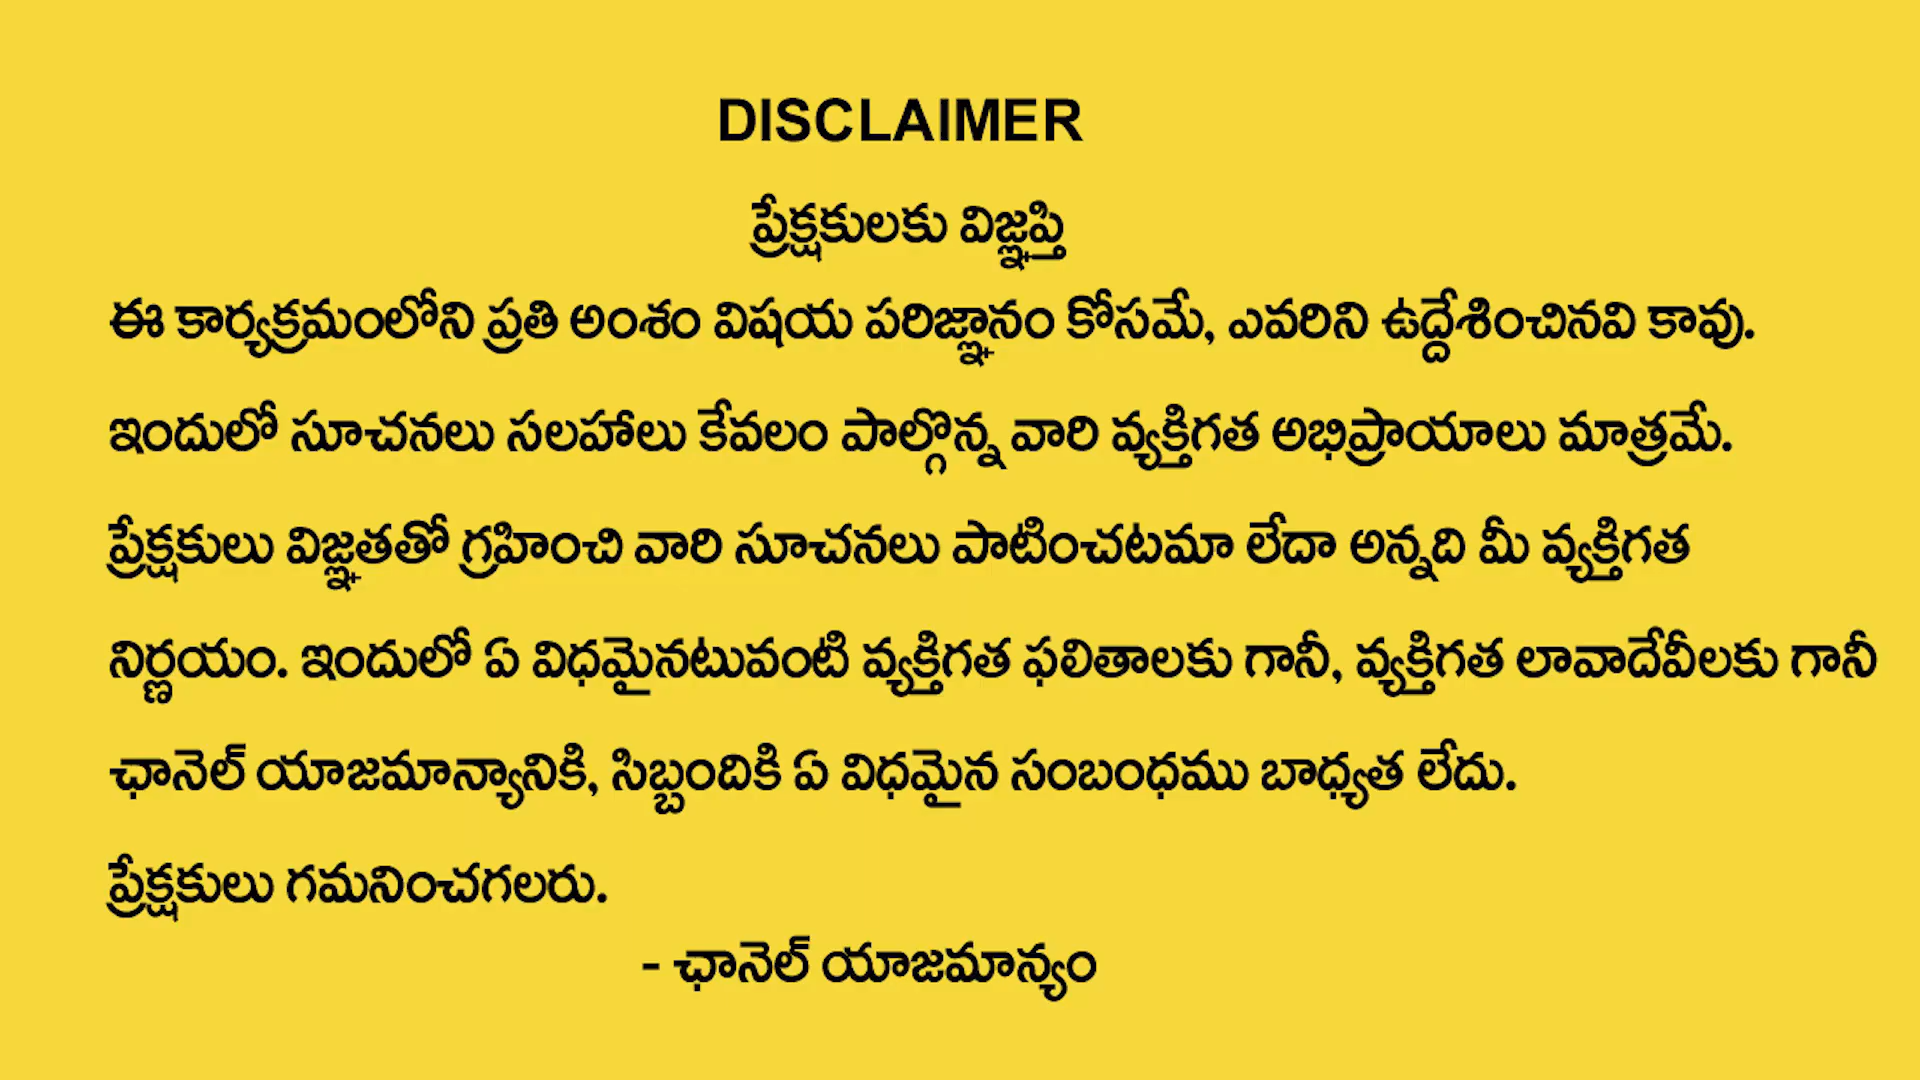 DISCLAIMER
ప్రేక్షకులకు విజ్ఞప్తి
ఈ కార్యక్రమంలోని ప్రతి అంశం విషయ పరిజ్ఞానం కోసమే, ఎవరిని ఉద్దేశించినవి కావు.
ఇందులో సూచనలు సలహాలు కేవలం పాల్గొన్న వారి వ్యక్తిగత అభిప్రాయాలు మాత్రమే.
ప్రేక్షకులు విజ్ఞతతో గ్రహించి వారి సూచనలు పాటించటమా లేదా అన్నది మీ వ్యక్తిగత
నిర్ణయం. ఇందులో ఏ విధమైనటువంటి వ్యక్తిగత ఫలితాలకు గానీ, వ్యక్తిగత లావాదేవీలకు గానీ
ఛానెల్ యాజమాన్యానికి, సిబ్బందికి ఏ విధమైన సంబంధము బాధ్యత లేదు.
ప్రేక్షకులు గమనించగలరు.
- ఛానెల్ యాజమాన్యం